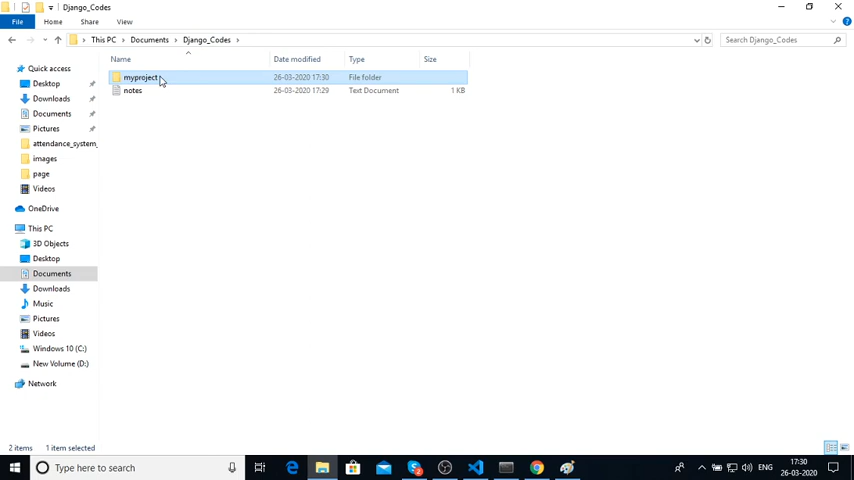 Django_Codes
File
Home
Share
View
This PC
Documents
Django_Codes
Search Django_Codes
Name
Date modified
Type
Size
myproject
26-03-2020 17:30
File folder
notes
26-03-2020 17:29
Text Document
1 KB
Quick access
Desktop
Downloads
Documents
Pictures
attendance_system_
images
page
Videos
OneDrive
This PC
3D Objects
Desktop
Documents
Downloads
Music
Pictures
Videos
Windows 10 (C:)
New Volume (D:)
Network
2 items
1 item selected
Type here to search
2
ENG
17:30
26-03-2020